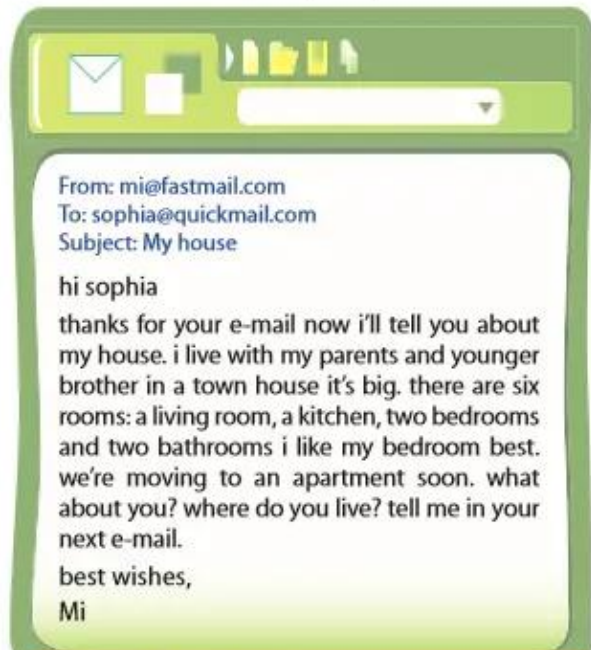 From: mi@fastmail.com
To: sophia@quickmail.com
Subject: My house
hi sophia
thanks for your e-mail now i'll tell you about
my house. i live with my parents and younger
brother in a town house it's big. there are six
rooms: a living room, a kitchen, two bedrooms
and two bathrooms i like my bedroom best.
we're moving to an apartment soon. what
about you? where do you live? tell me in your
next e-mail.
best wishes,
Mi